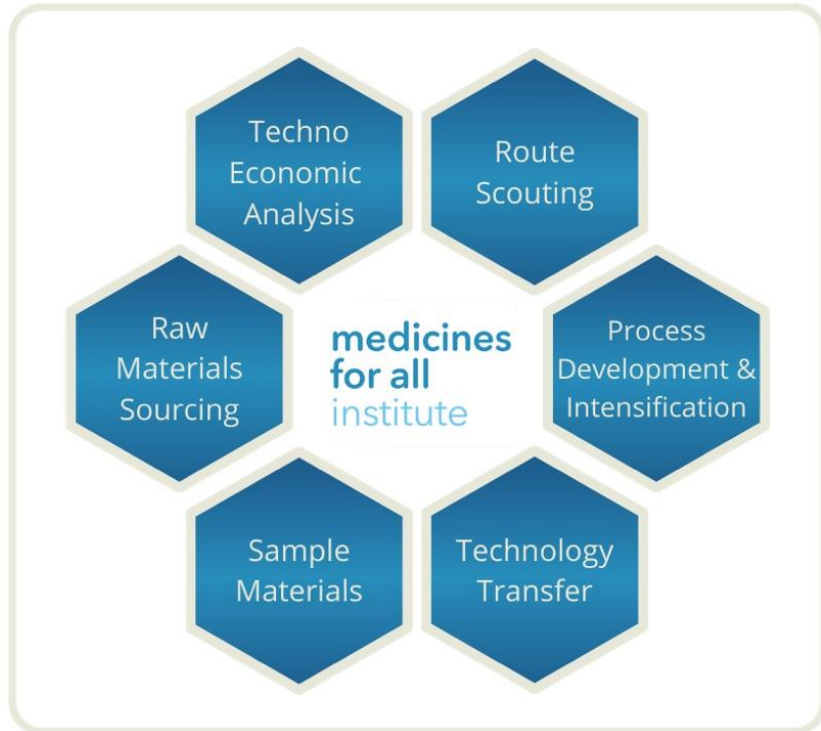 Techno
Economic
Analysis
Route
Scouting
Raw
Materials
Sourcing
medicines
for all
institute
Process
Development &
Intensification
Sample
Materials
Technology
Transfer